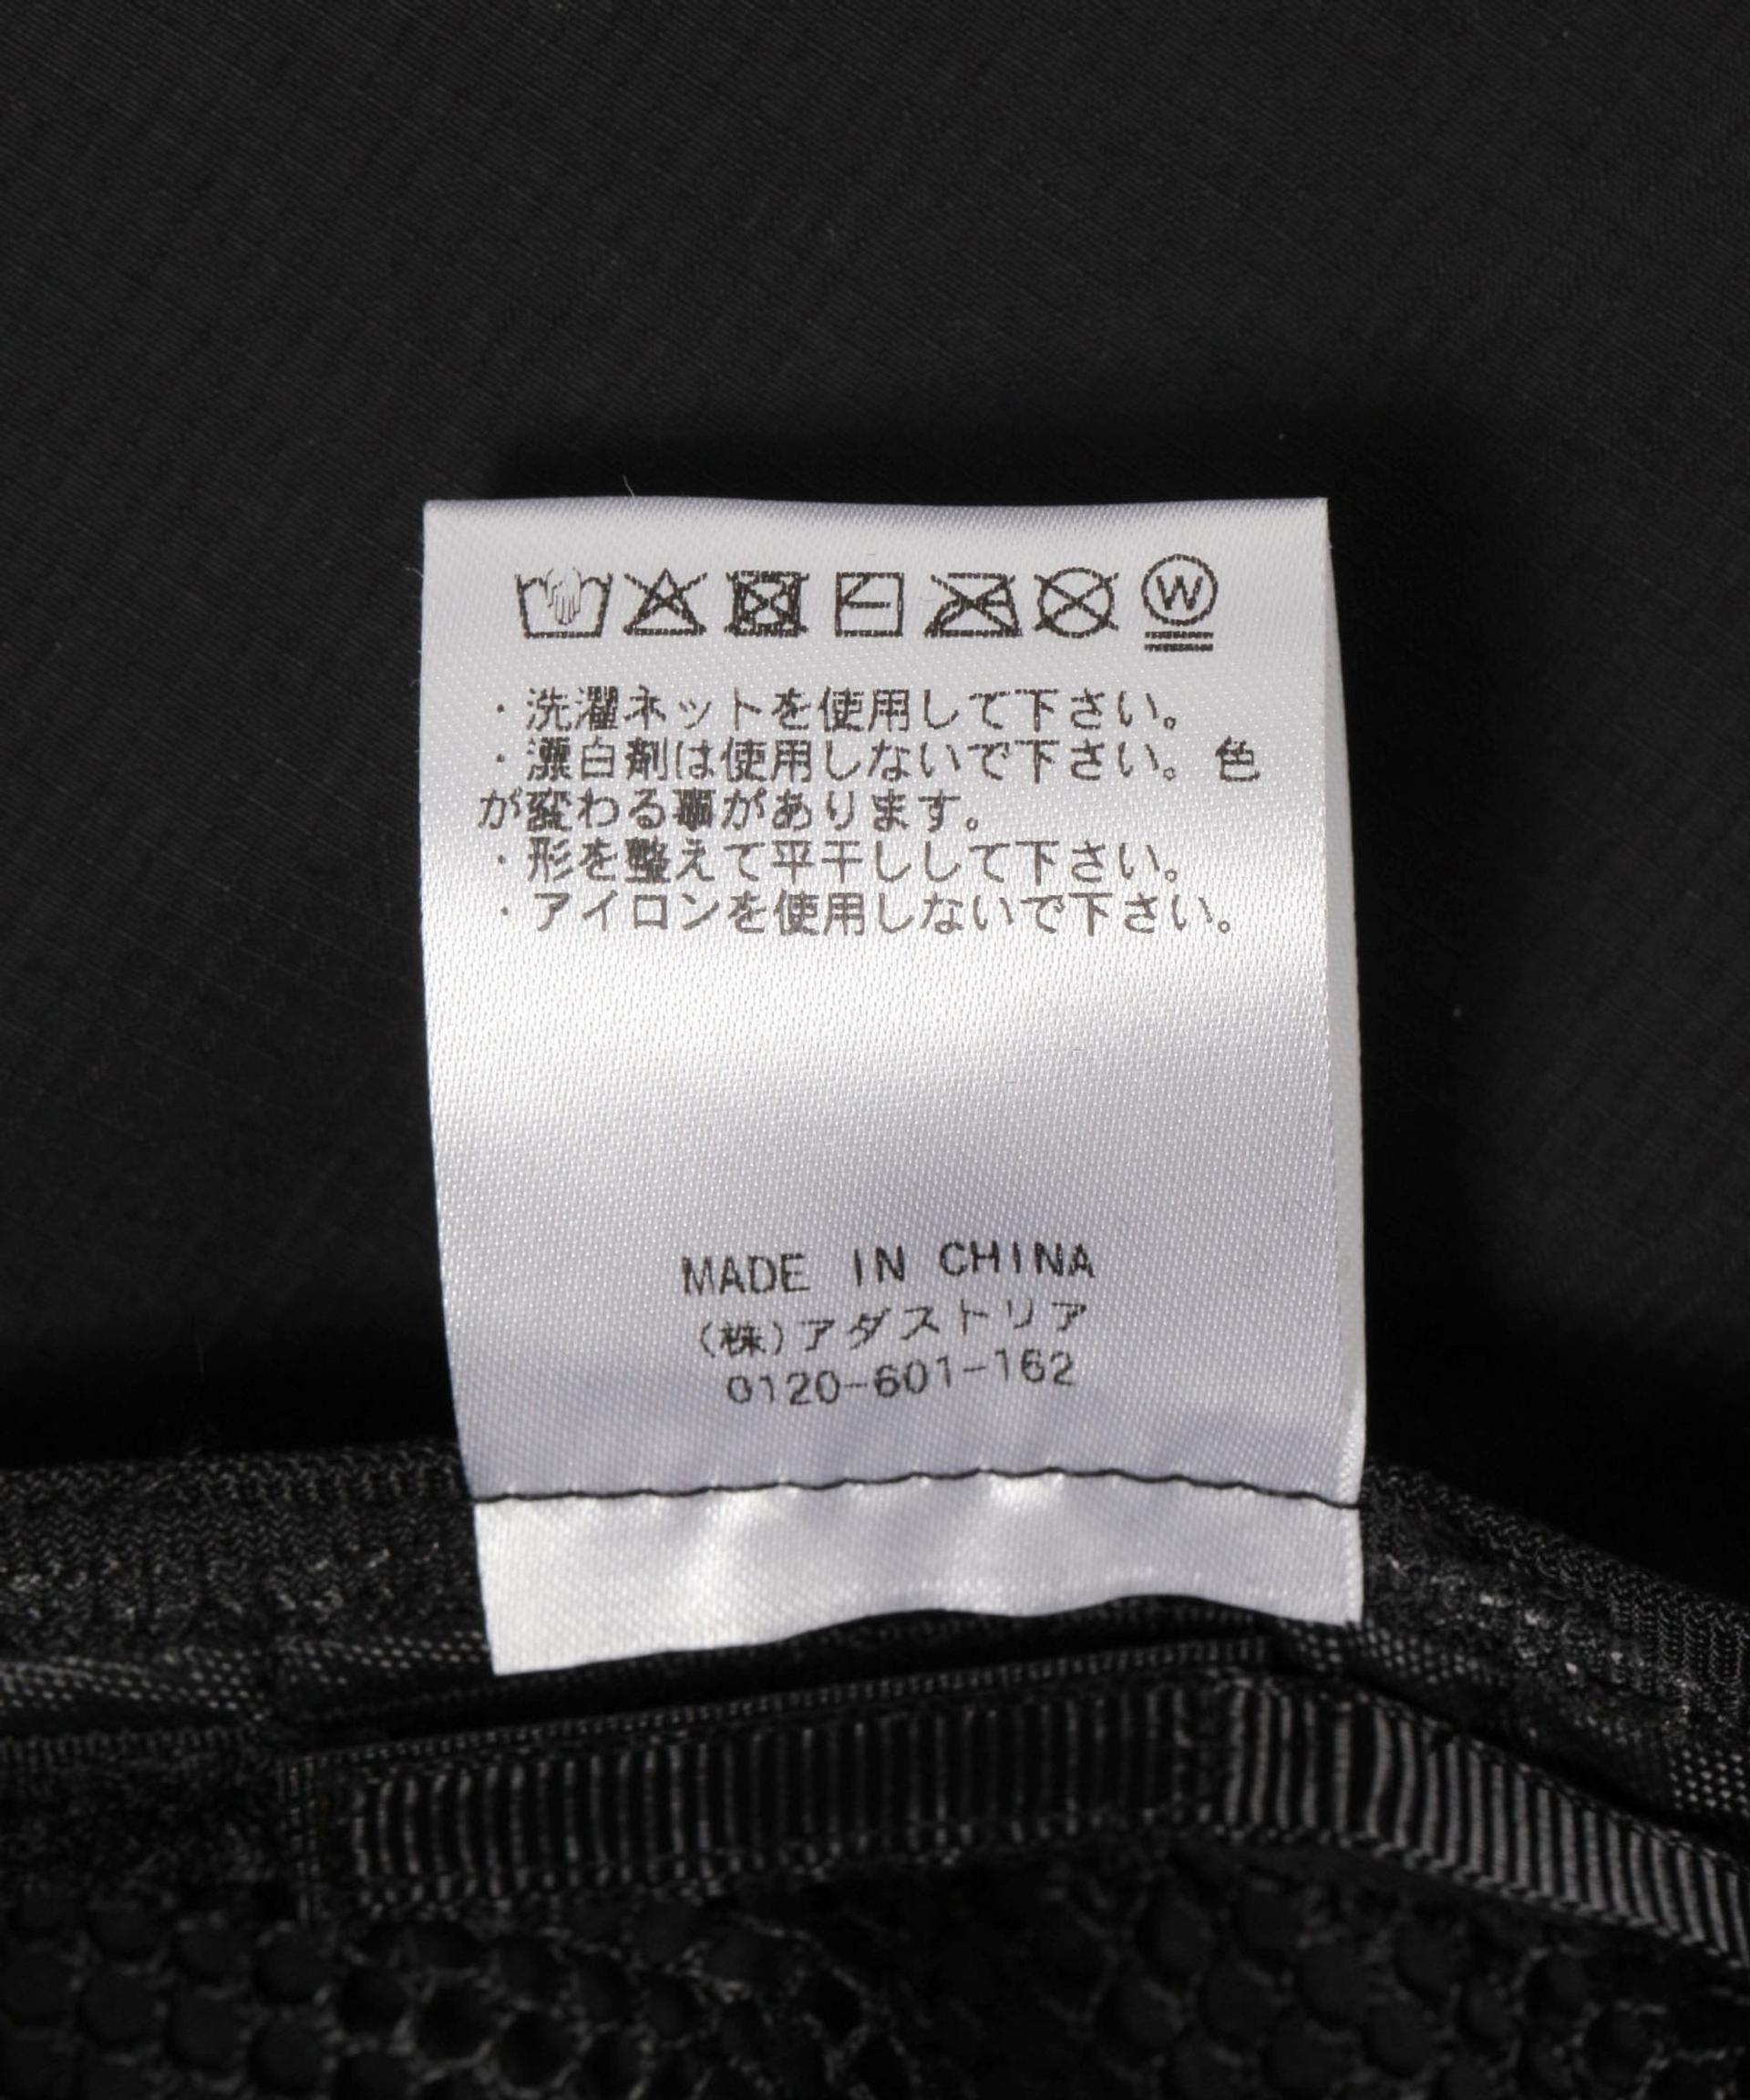 W
・洗濯ネットを使用して下さい。
・漂白剤は使用しないで下さい。色
が変わる事があります。
・形を整えて平干しして下さい。
・アイロンを使用しないで下さい。
MADE IN CHINA
(株)アダストリア
0120-601-162